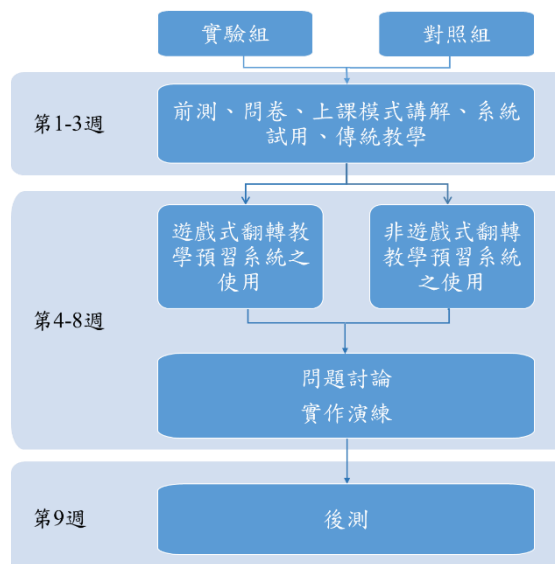 實驗組
對照組
第1-3週
前測、問卷、上課模式講解、系統
試用、傳統教學
遊戲式翻轉教
學預習系統之
使用
非遊戲式翻轉
教學預習系統
之使用
第4-8週
問題討論
實作演練
第9週
後測